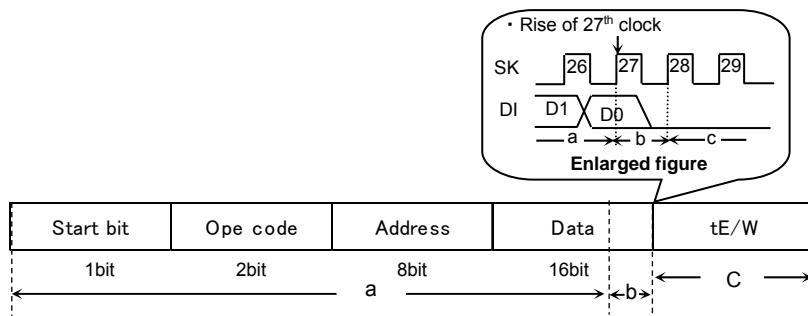 ・Rise of 27th clock
SK 26 27 28 29
DI D1 D0
a b c
Enlarged figure
Start bit Ope code Address Data tE/W
1bit 2bit 8bit 16bit
a b C